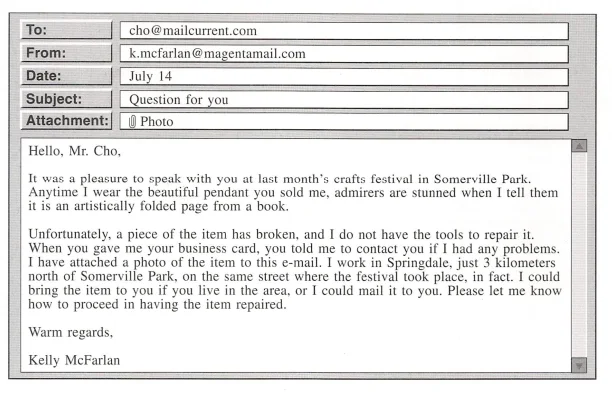 To: cho@mailcurrent.com
From: k.mcfarlan@magentamail.com
Date: July 14
Subject: Question for you
Attachment: Photo
Hello, Mr. Cho,
It was a pleasure to speak with you at last month's crafts festival in Somerville Park.
Anytime I wear the beautiful pendant you sold me, admirers are stunned when I tell them
it is an artistically folded page from a book.
Unfortunately, a piece of the item has broken, and I do not have the tools to repair it.
When you gave me your business card, you told me to contact you if I had any problems.
I have attached a photo of the item to this e-mail. I work in Springdale, just 3 kilometers
north of Somerville Park, on the same street where the festival took place, in fact. I could
bring the item to you if you live in the area, or I could mail it to you. Please let me know
how to proceed in having the item repaired.
Warm regards,
Kelly McFarlan